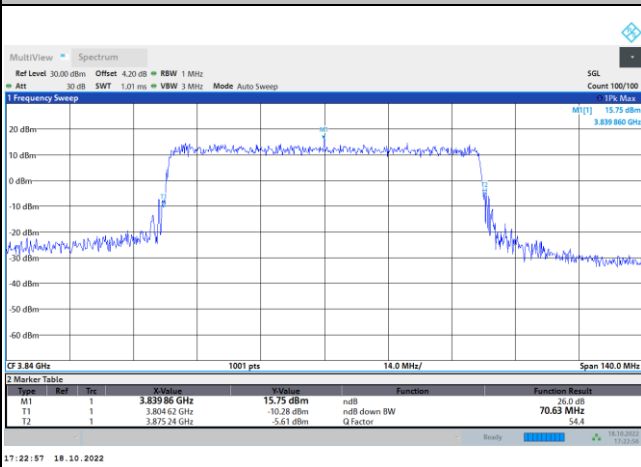 MultiView Spectrum
Ref Level 30.00 dBm Offset 4.20 dB RBW 1 MHz SGL
Att 30 dB SWT 1.01 ms VBW 3 MHz Mode Auto Sweep Count 100/100
1 Frequency Sweep 1Pk Max
M1[1] 15.75 dBm
3.839 860 GHz
20 dBm
M1
10 dBm
0 dBm
T2
T1
-10 dBm
-20 dBm
-30 dBm
-40 dBm
-60 dBm
CF 3.84 GHz 1001 pts 14.0 MHz/ Span 140.0 MHz
2 Marker Table
Type Ref Trc X-Value Y-Value Function Function Result
M1 1 3.839 86 GHz 15.75 dBm ndB 26.0 dB
T1 1 3.804 62 GHz -10.28 dBm ndB down BW 70.63 MHz
T2 1 3.875 24 GHz -5.61 dBm Q Factor 54.4
Ready 18.10.2022
17:22:56
17:22:57 18.10.2022